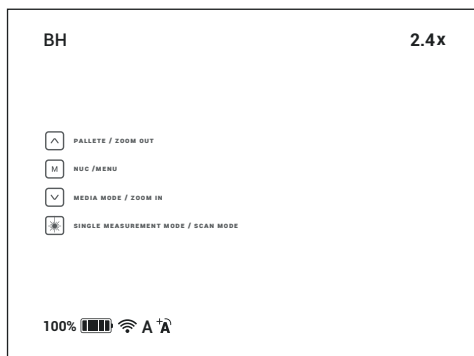 BH 2.4x
PALLETE / ZOOM OUT
M NUC /MENU
MEDIA MODE / ZOOM IN
SINGLE MEASUREMENT MODE / SCAN MODE
100% A +A